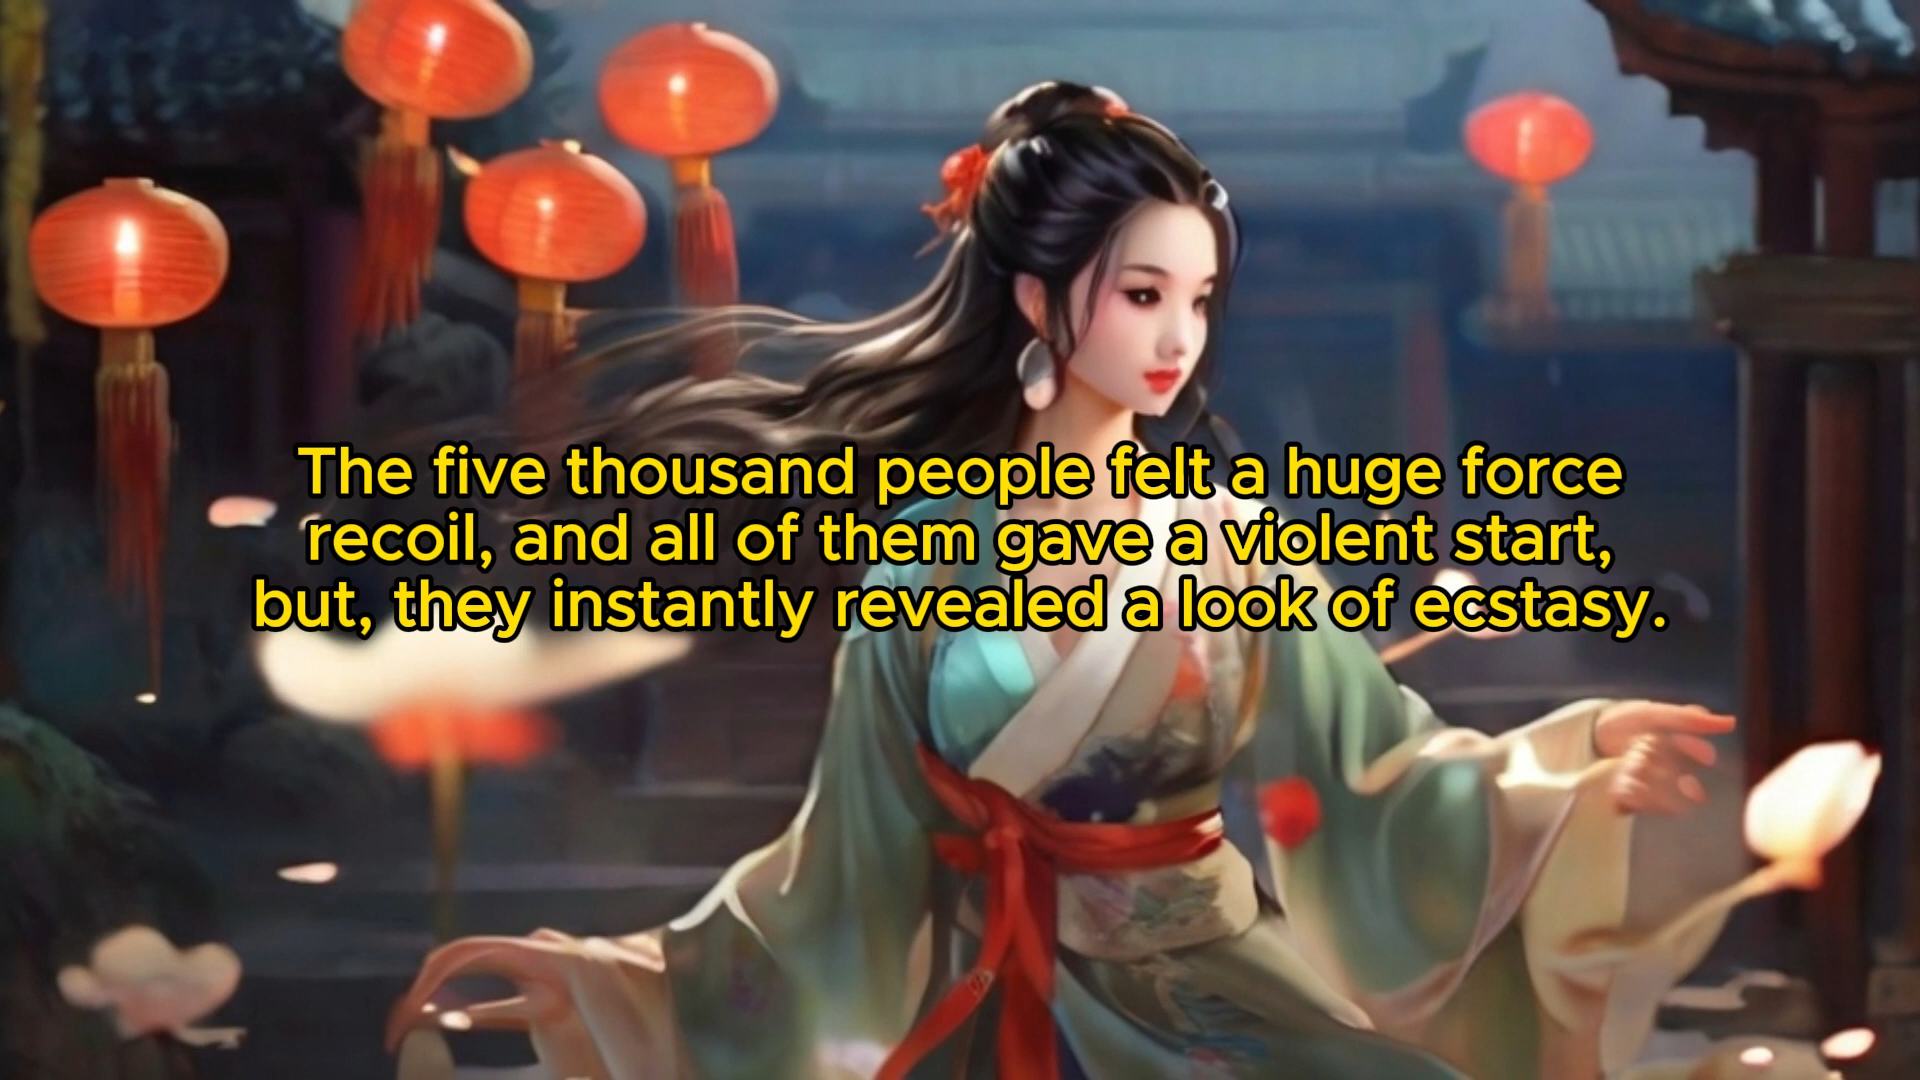 The five thousand people felt a huge force
recoil, and all of them gave a violent start,
but, they instantly revealed a look of ecstasy.